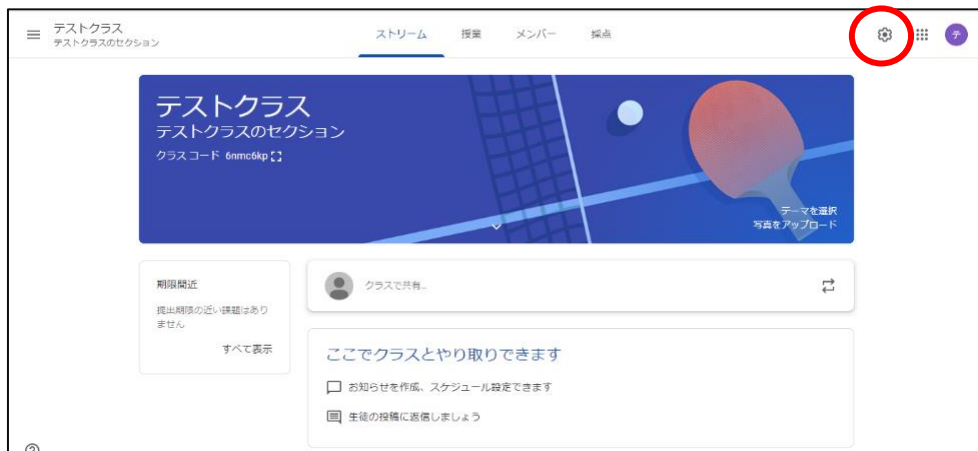 テストクラス
テストクラスのセクション
ストリーム 授業 メンバー 採点
テ
テストクラス
テストクラスのセクション
クラス コード 6nmc6kp
テーマを選択
写真をアップロード
期限間近
提出期限の近い課題はあり
ません
すべて表示
クラスで共有...
ここでクラスとやり取りできます
お知らせを作成、スケジュール設定できます
生徒の投稿に返信しましょう